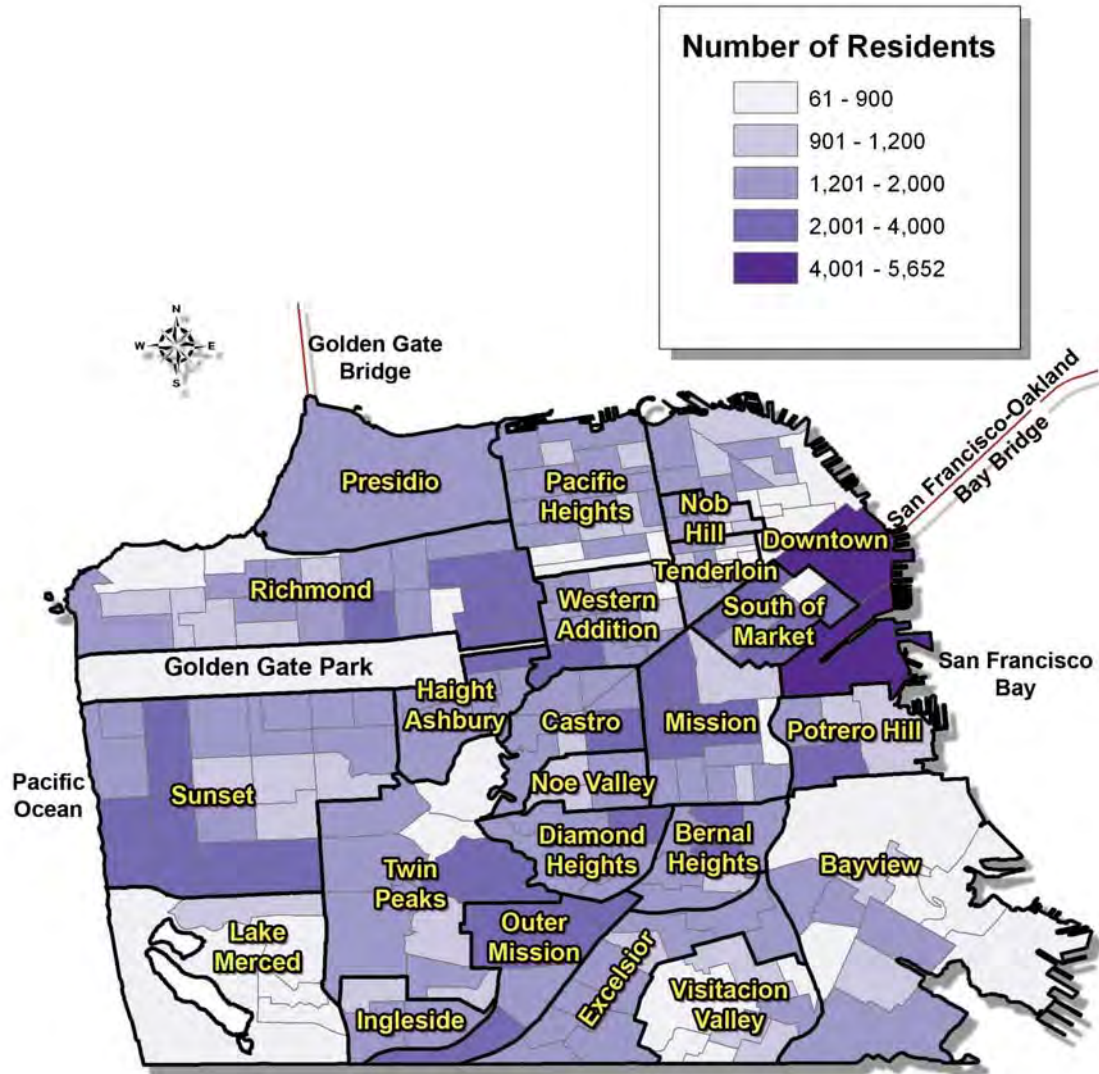 Number of Residents
61 - 900
901 - 1,200
1,201 - 2,000
2,001 - 4,000
4,001 - 5,652
N
W
E
S
Golden Gate
Bridge
San Francisco-Oakland
Bay Bridge
Presidio
Pacific
Heights
Nob
Hill
Downtown
Tenderloin
Richmond
Western
Addition
South of
Market
Golden Gate Park
San Francisco
Bay
Haight
Ashbury
Castro
Mission
Potrero Hill
Pacific
Ocean
Sunset
Noe Valley
Diamond
Heights
Bernal
Heights
Bayview
Twin
Peaks
Outer
Mission
Lake
Merced
Excelsior
Visitacion
Valley
Ingleside